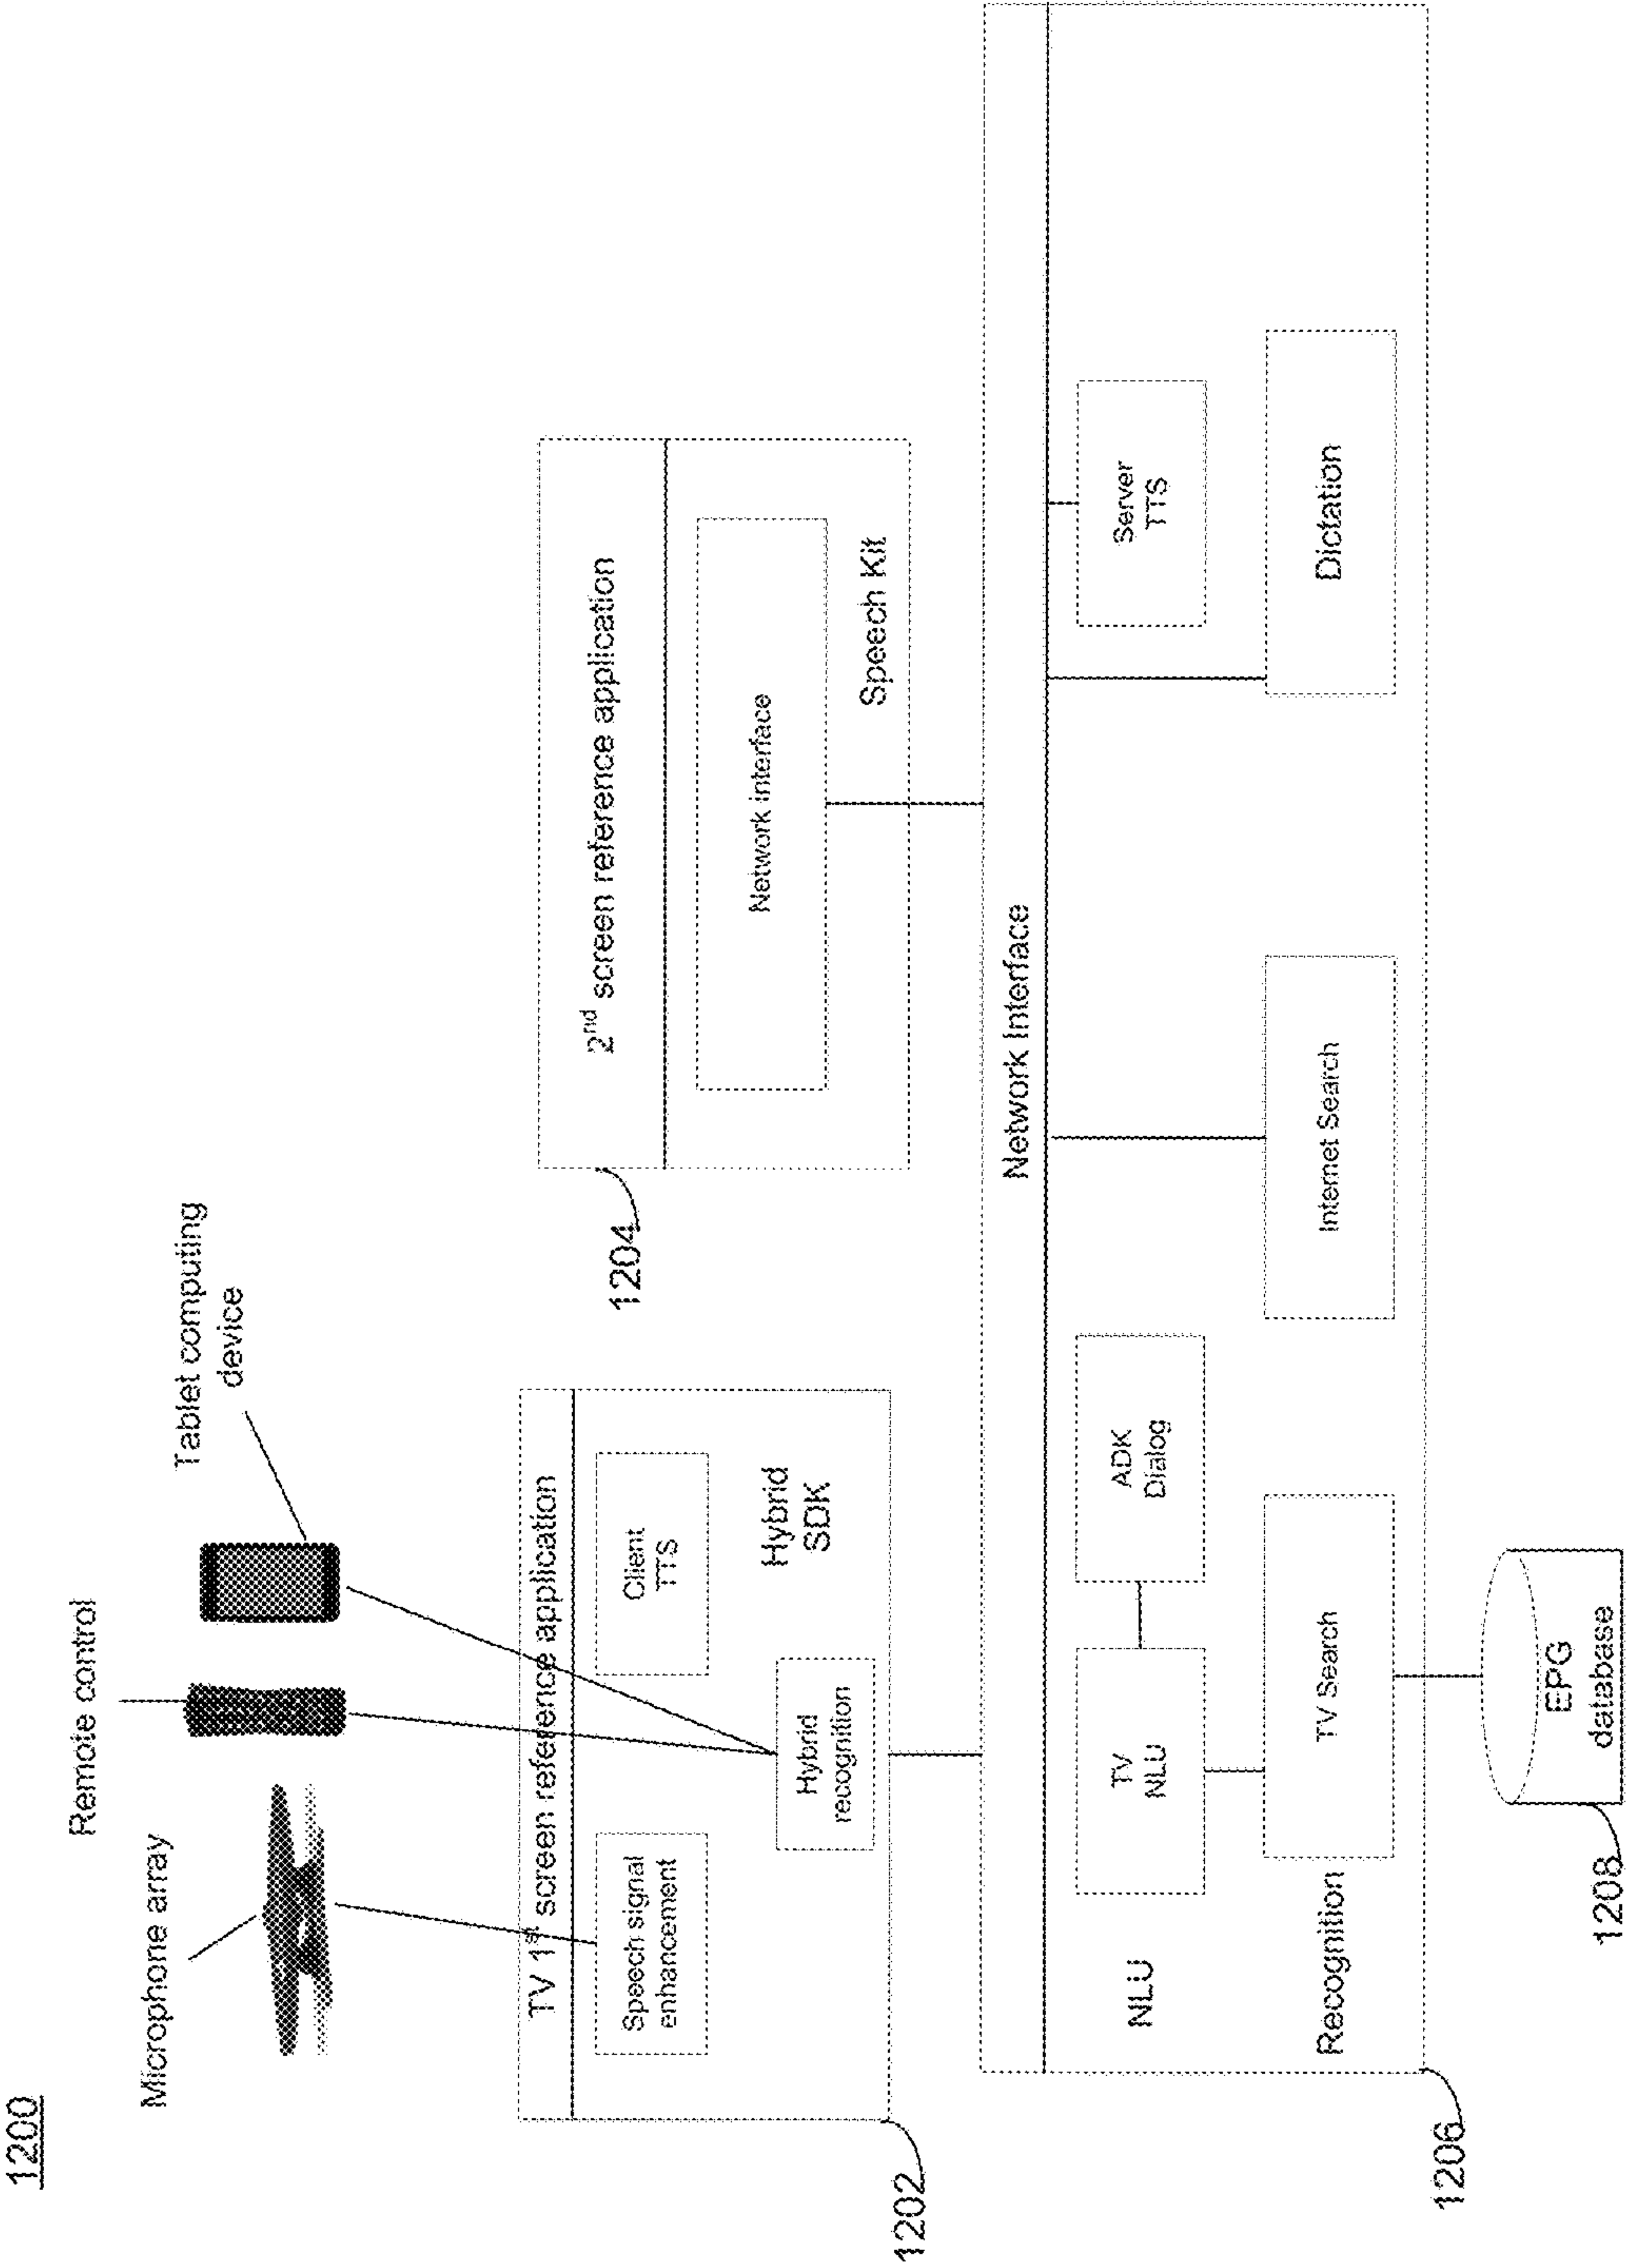 1200
Microphone array
Remote control
Tablet computing
device
TV 1st screen reference application
Speech signal
enhancement
Client
TTS
Hybrid
recognition
Hybrid
SDK
1202
2nd screen reference application
Network interface
Speech Kit
1204
Network Interface
NLU
TV
NLU
ADK
Dialog
Server
TTS
Recognition
TV Search
Internet Search
Dictation
1206
EPG
database
1208